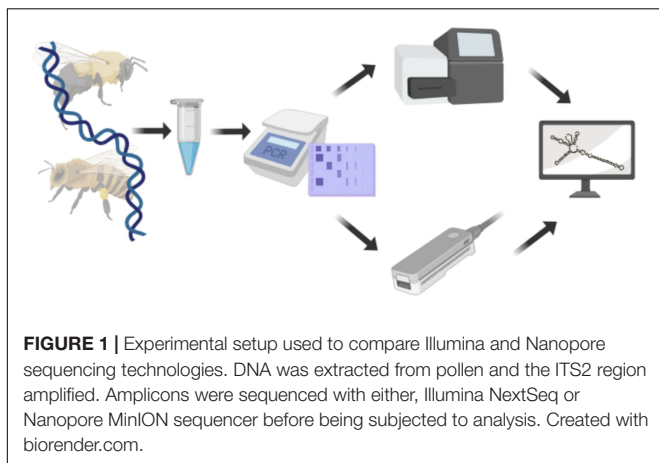 PCR
FIGURE 1 | Experimental setup used to compare Illumina and Nanopore
sequencing technologies. DNA was extracted from pollen and the ITS2 region
amplified. Amplicons were sequenced with either, Illumina NextSeq or
Nanopore MinION sequencer before being subjected to analysis. Created with
biorender.com.